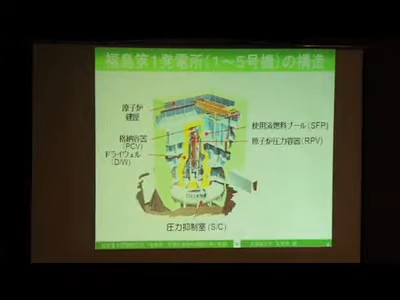 福島第1発電所(1～5号機)の構造
原子炉
建屋
格納容器
(PCV)
ドライウェル
(D/W)
使用済燃料プール(SFP)
原子炉圧力容器(RPV)
圧力抑制室(S/C)